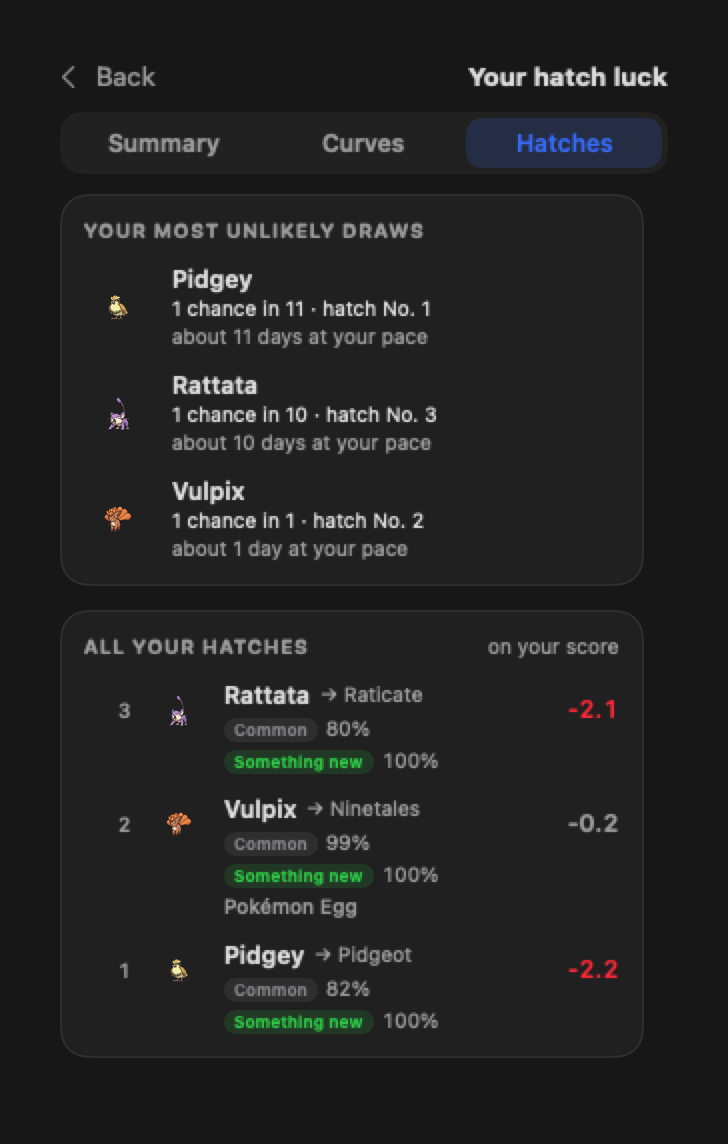 Back
Your hatch luck
Summary
Curves
Hatches
YOUR MOST UNLIKELY DRAWS
Pidgey
1 chance in 11 · hatch No. 1
about 11 days at your pace
Rattata
1 chance in 10 · hatch No. 3
about 10 days at your pace
Vulpix
1 chance in 1 · hatch No. 2
about 1 day at your pace
ALL YOUR HATCHES on your score
3 Rattata → Raticate -2.1
Common 80%
Something new 100%
2 Vulpix → Ninetales -0.2
Common 99%
Something new 100%
Pokémon Egg
1 Pidgey → Pidgeot -2.2
Common 82%
Something new 100%